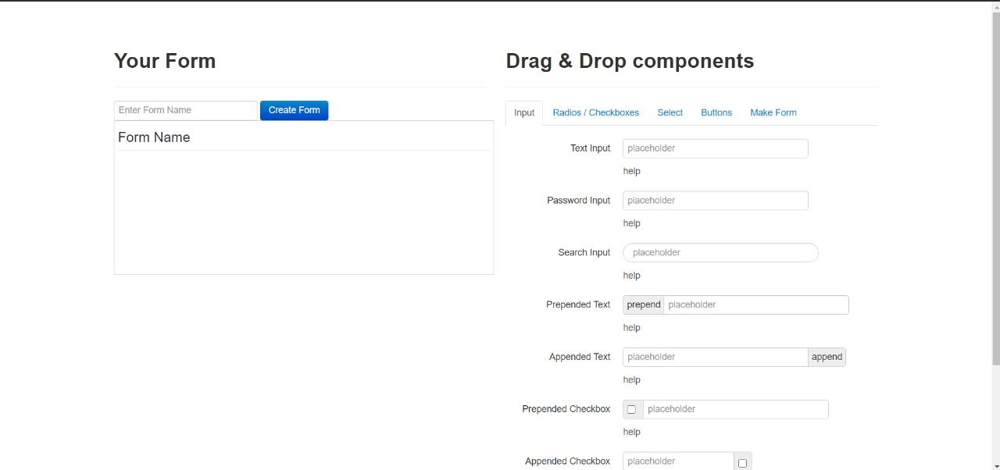 Your Form
Enter Form Name
Create Form
Form Name
Drag & Drop components
Input
Radios / Checkboxes
Select
Buttons
Make Form
Text Input
placeholder
help
Password Input
placeholder
help
Search Input
placeholder
help
Prepended Text
prepend
placeholder
help
Appended Text
placeholder
append
help
Prepended Checkbox
placeholder
help
Appended Checkbox
placeholder